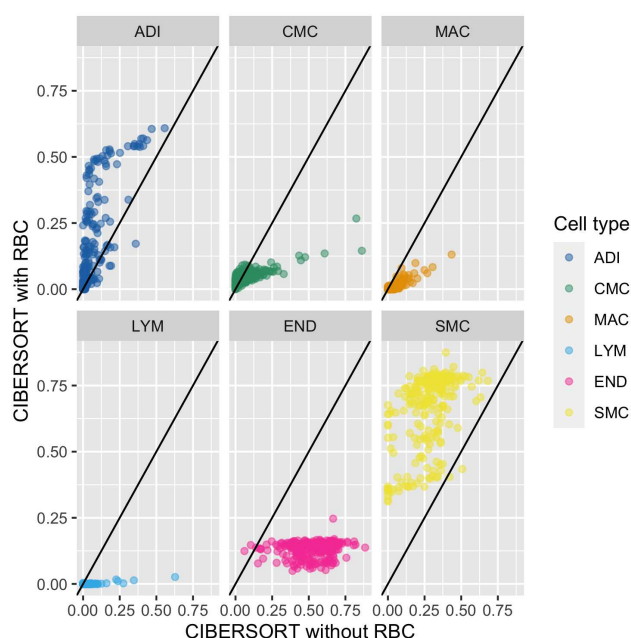 ADI CMC MAC
0.75
0.50
0.25
0.00
LYM END SMC
0.75
0.50
0.25
0.00
0.00 0.25 0.50 0.75 0.00 0.25 0.50 0.75 0.00 0.25 0.50 0.75
CIBERSORT without RBC
CIBERSORT with RBC
Cell type
ADI
CMC
MAC
LYM
END
SMC